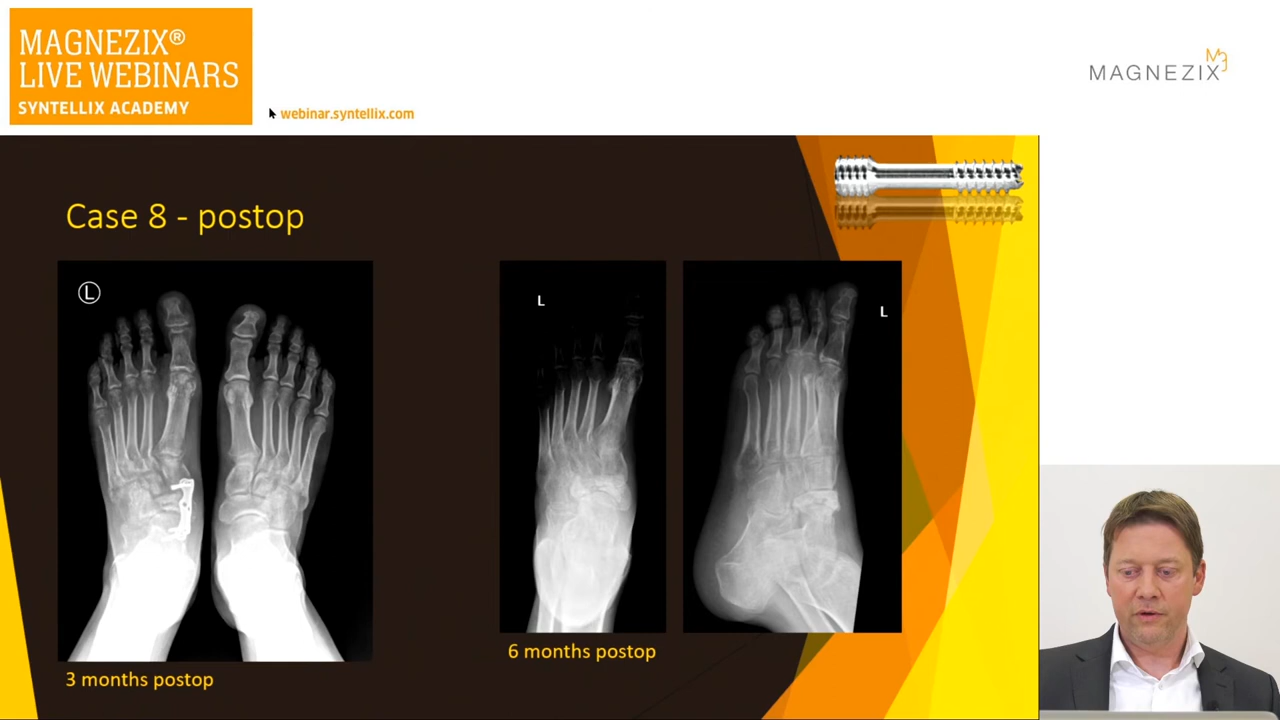 MAGNEZIX®
LIVE WEBINARS
SYNTELLIX ACADEMY
webinar.syntellix.com
MAGNEZIX
Case 8 - postop
L
L
L
6 months postop
3 months postop